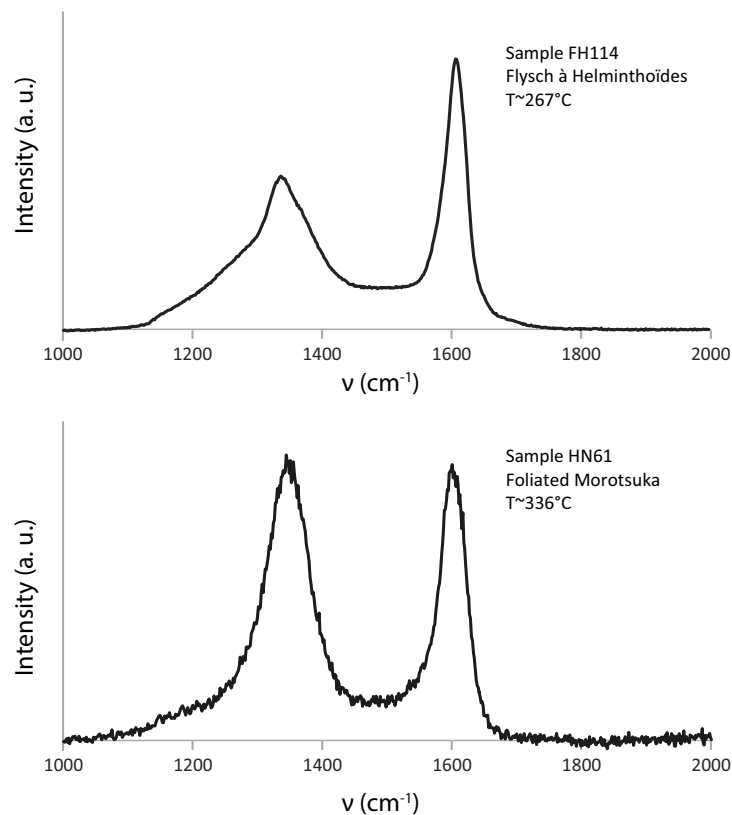 Intensity (a. u.)
Sample FH114
Flysch à Helminthoïdes
T~267°C
1000 1200 1400 1600 1800 2000
ν (cm-1)
Intensity (a. u.)
Sample HN61
Foliated Morotsuka
T~336°C
1000 1200 1400 1600 1800 2000
ν (cm-1)